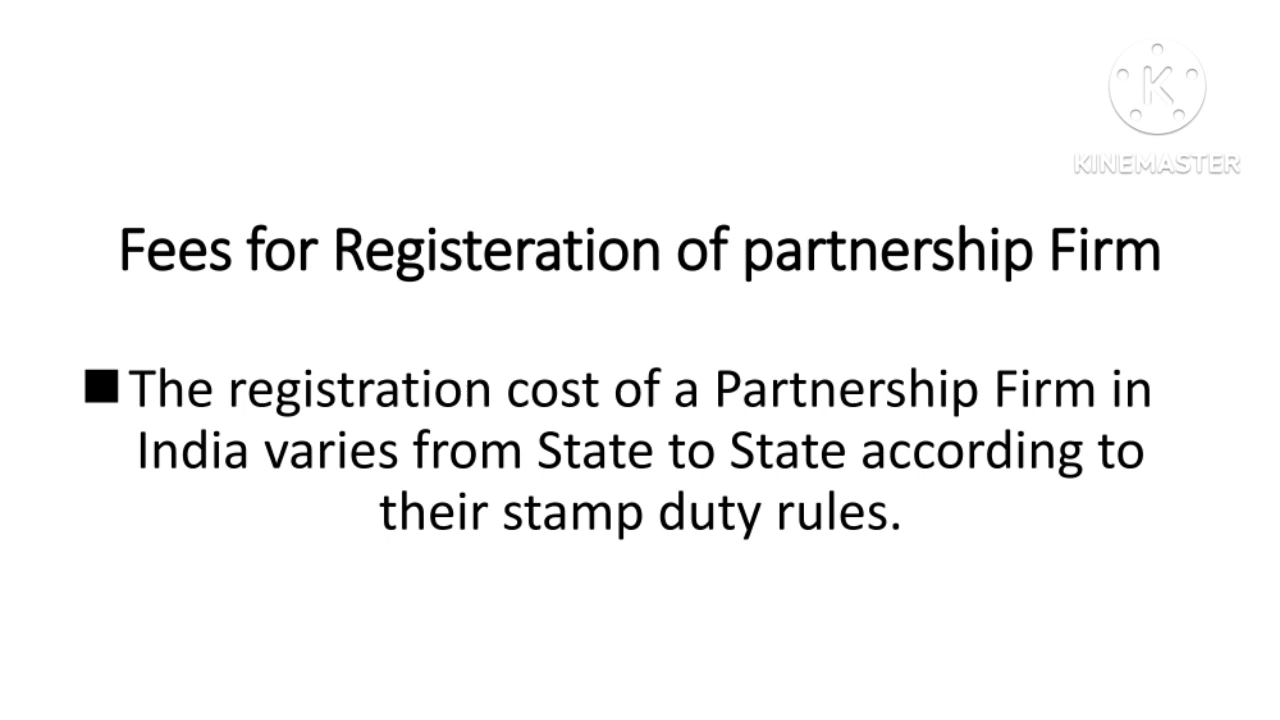 KINEMASTER
Fees for Registeration of partnership Firm
■ The registration cost of a Partnership Firm in
India varies from State to State according to
their stamp duty rules.